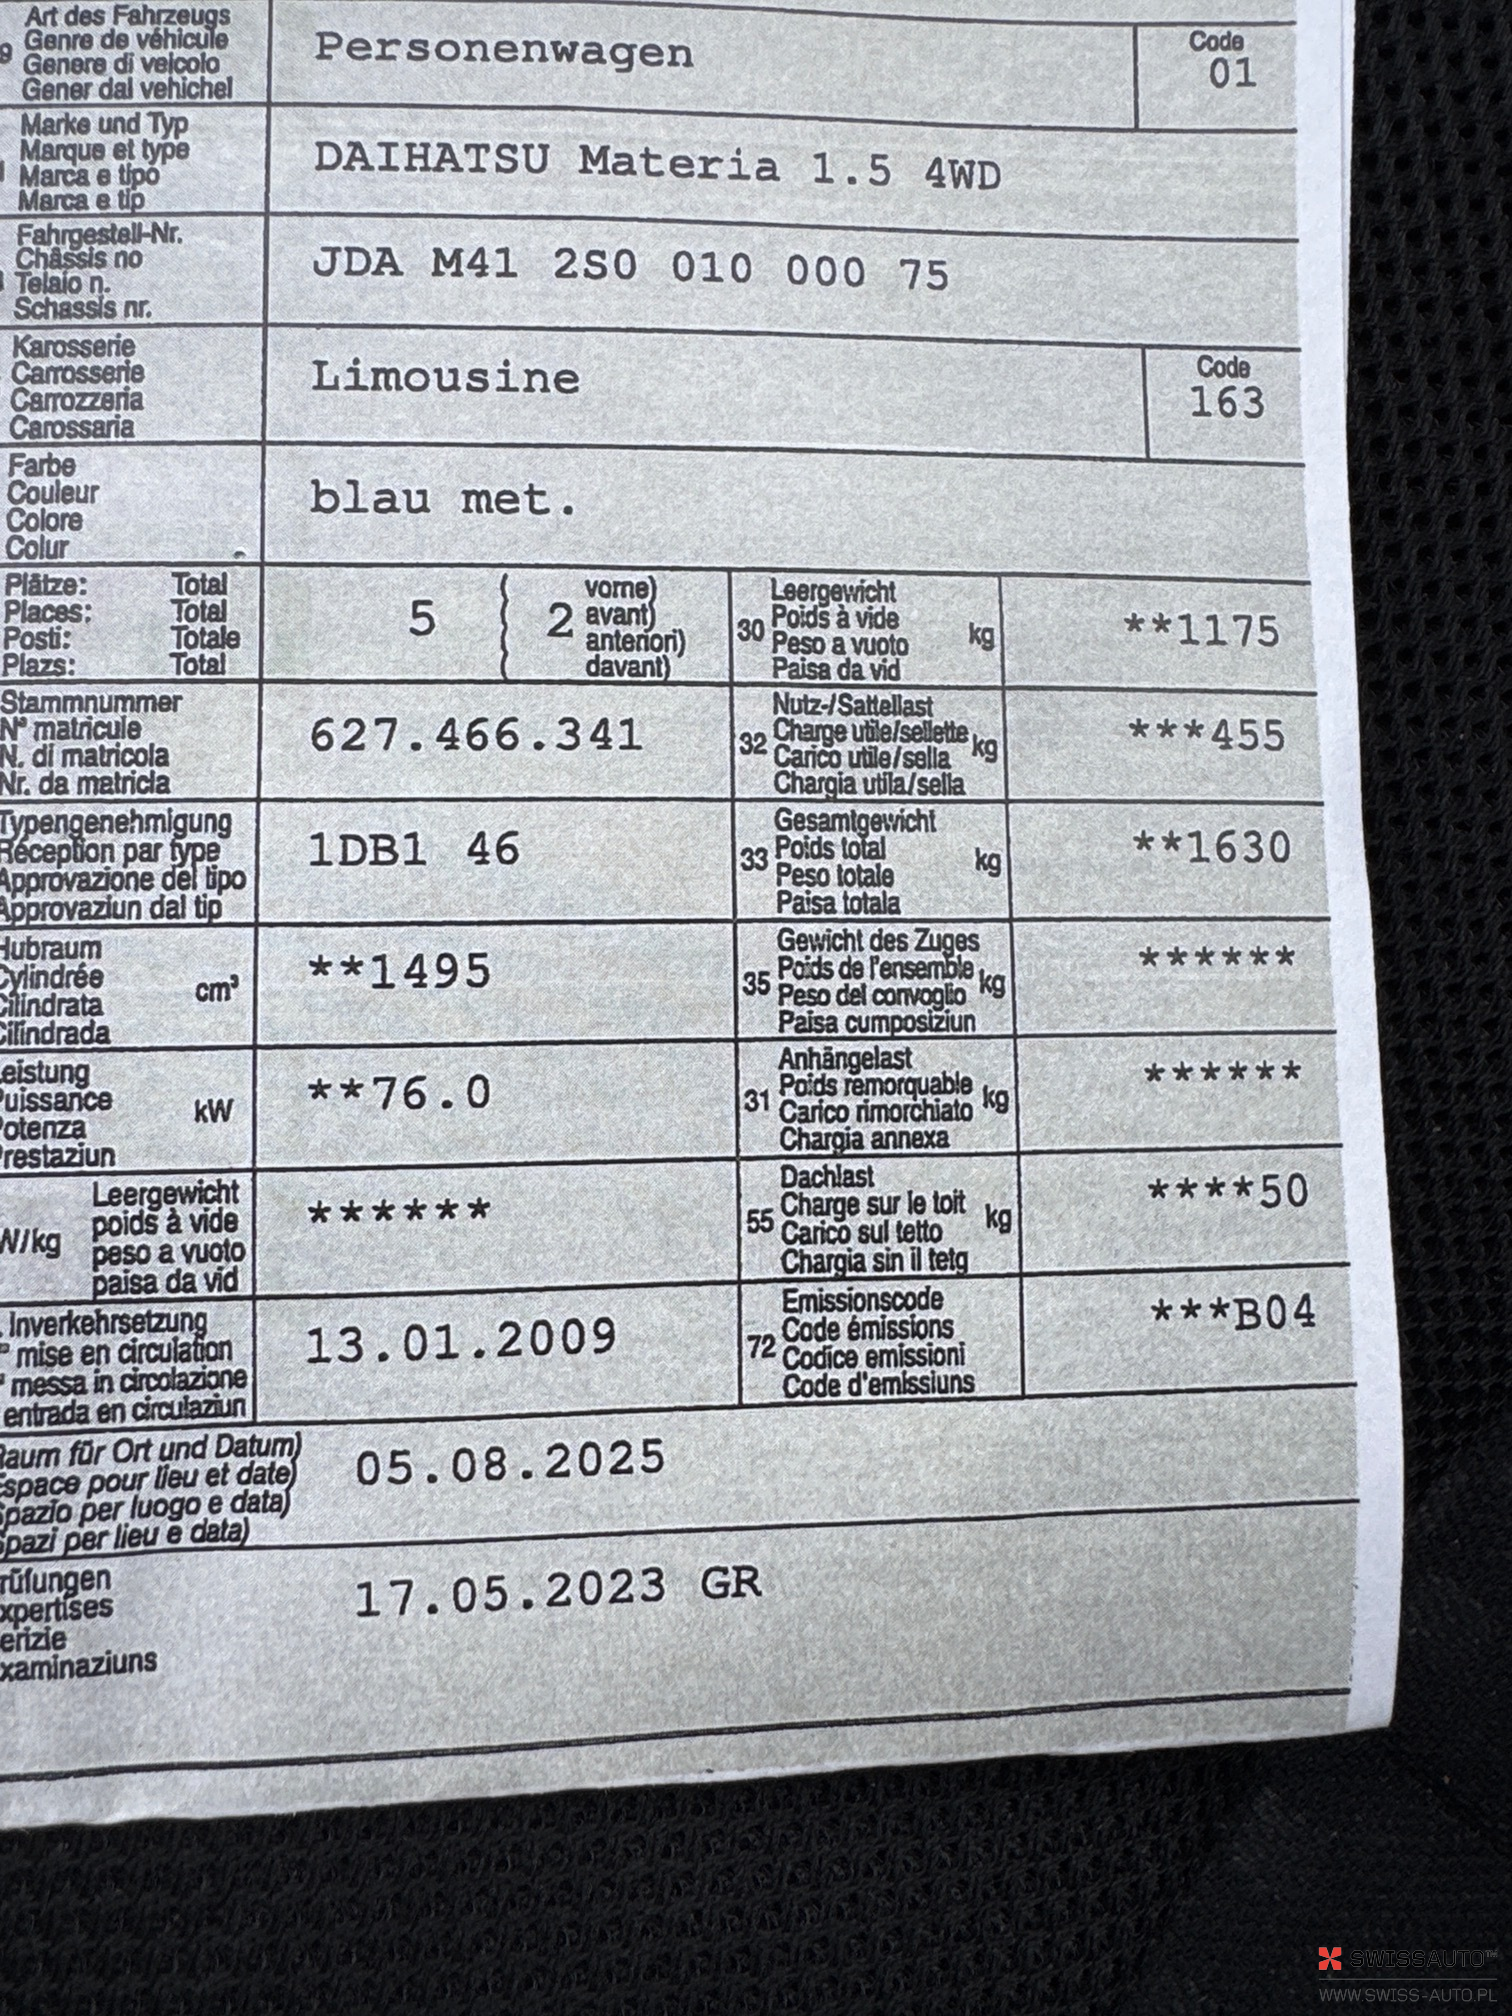 Art des Fahrzeugs
Genre de véhicule
Genere di veicolo
Gener dal vehichel
Personenwagen
Code
01
Marke und Typ
Marque et type
Marca e tipo
Marca e tip
DAIHATSU Materia 1.5 4WD
Fahrgestell-Nr.
Châssis no
Telaio n.
Schassis nr.
JDA M41 2S0 010 000 75
Karosserie
Carrosserie
Carrozzeria
Carossaria
Limousine
Code
163
Farbe
Couleur
Colore
Colur
blau met.
Plätze: Total
Places: Total
Posti: Totale
Plazs: Total
5 { 2
vorne)
avant)
anteriori)
davant)
30
Leergewicht
Poids à vide
Peso a vuoto
Paisa da vid
kg
**1175
Stammnummer
Nº matricule
N. di matricola
Nr. da matricla
627.466.341
32
Nutz-/Sattellast
Charge utile/sellette
Carico utile/sella
Chargia utila/sella
kg
***455
Typengenehmigung
Réception par type
Approvazione del tipo
Approvaziun dal tip
1DB1 46
33
Gesamtgewicht
Poids total
Peso totale
Paisa totala
kg
**1630
Hubraum
Cylindrée
Cilindrata
Cilindrada
cm³
**1495
35
Gewicht des Zuges
Poids de l'ensemble
Peso del convoglio
Paisa cumposiziun
kg
******
eistung
uissance
otenza
restaziun
kW
**76.0
31
Anhängelast
Poids remorquable
Carico rimorchiato
Chargia annexa
kg
******
W/kg
Leergewicht
poids à vide
peso a vuoto
paisa da vid
******
55
Dachlast
Charge sur le toit
Carico sul tetto
Chargia sin il tetg
kg
****50
. Inverkehrsetzung
mise en circulation
messa in circolazione
entrada en circulaziun
13.01.2009
72
Emissionscode
Code émissions
Codice emissioni
Code d'emissiuns
***B04
Raum für Ort und Datum)
Espace pour lieu et date)
Spazio per luogo e data)
Spazi per lieu e data)
05.08.2025
rüfungen
xpertises
erizie
xaminaziuns
17.05.2023 GR
SWISSAUTO™
WWW.SWISS-AUTO.PL